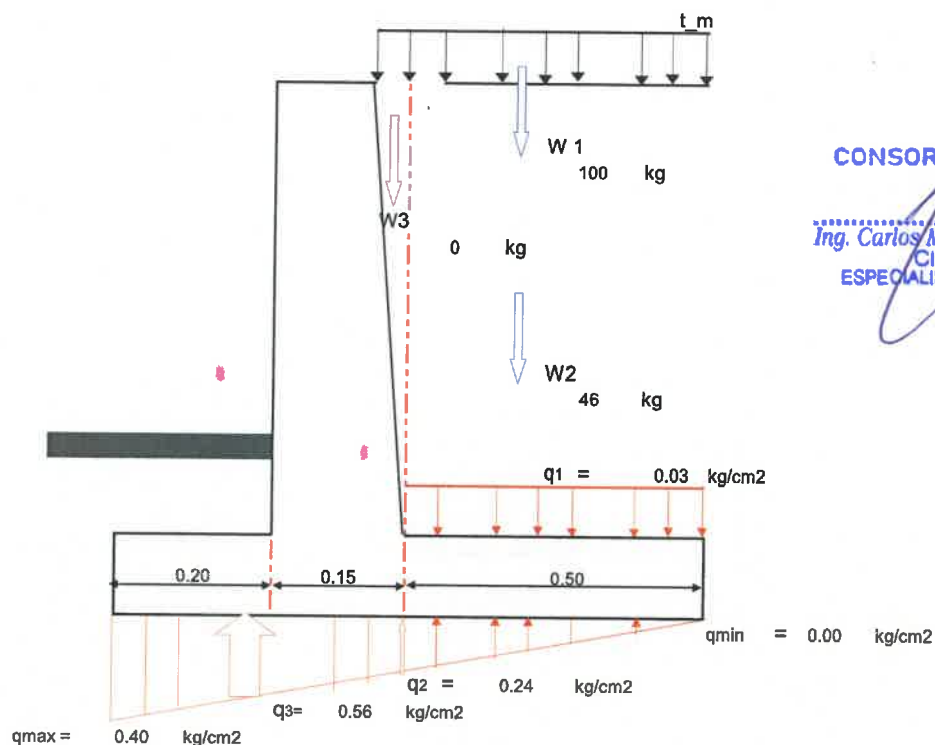 t_m
W 1
100 kg
CONSOR
Ing. Carlos
W3
0 kg
W2
46 kg
q1 = 0.03 kg/cm2
0.20 0.15 0.50
qmin = 0.00 kg/cm2
q2 = 0.24 kg/cm2
q3= 0.56 kg/cm2
qmax = 0.40 kg/cm2